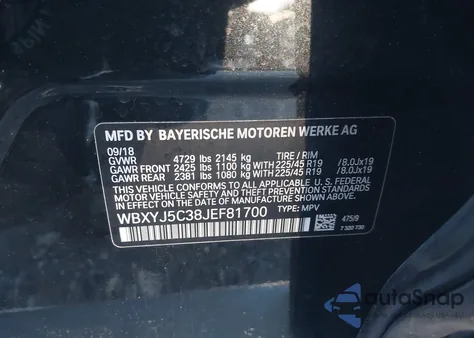 MFD BY BAYERISCHE MOTOREN WERKE AG
09/18
GVWR 4729 lbs 2145 kg TIRE / RIM
GAWR FRONT 2425 lbs 1100 kg WITH 225/45 R19 /8.0Jx19
GAWR REAR 2381 lbs 1080 kg WITH 225/45 R19 /8.0Jx19
THIS VEHICLE CONFORMS TO ALL APPLICABLE FEDERAL
MOTOR VEHICLE SAFETY STANDARDS IN EFFECT ON
THE DATE OF MANUFACTURE SHOWN ABOVE.
WBXYJ5C38JEF81700 TYPE: MPV
475/9
7 320 730
autoSnap